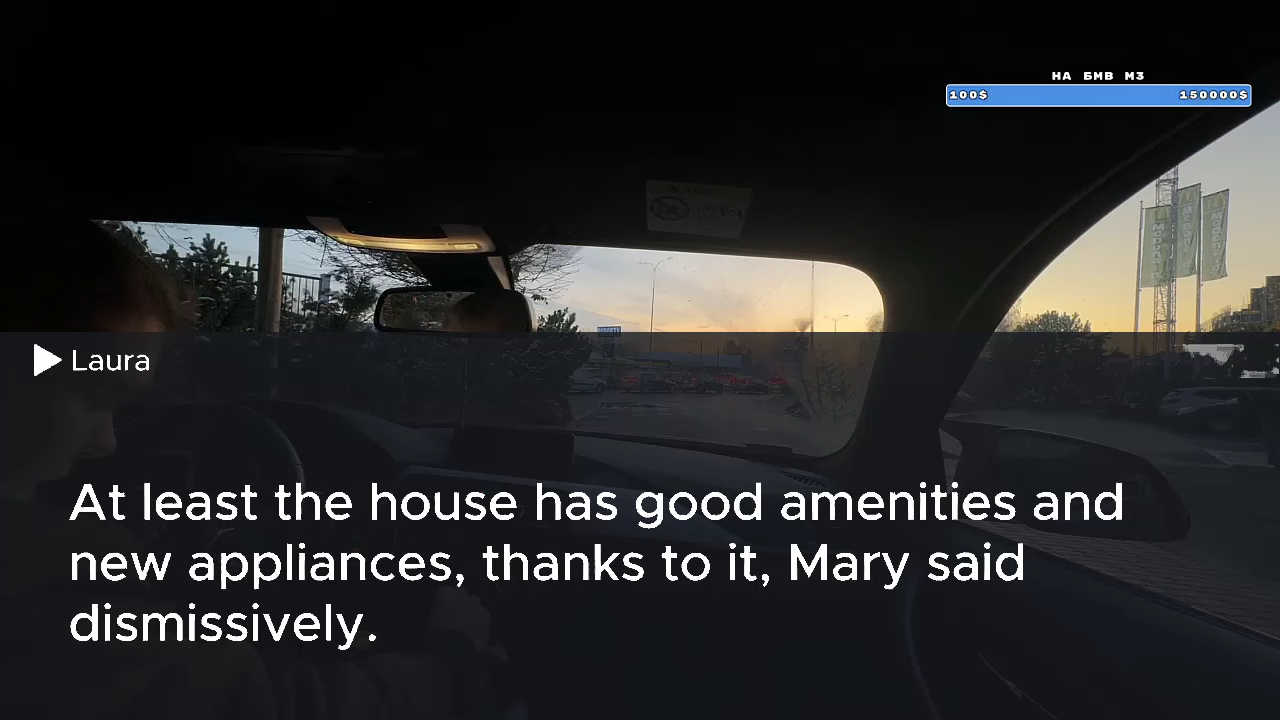 НА БМВ М3
100$ 150000$
Laura
At least the house has good amenities and
new appliances, thanks to it, Mary said
dismissively.